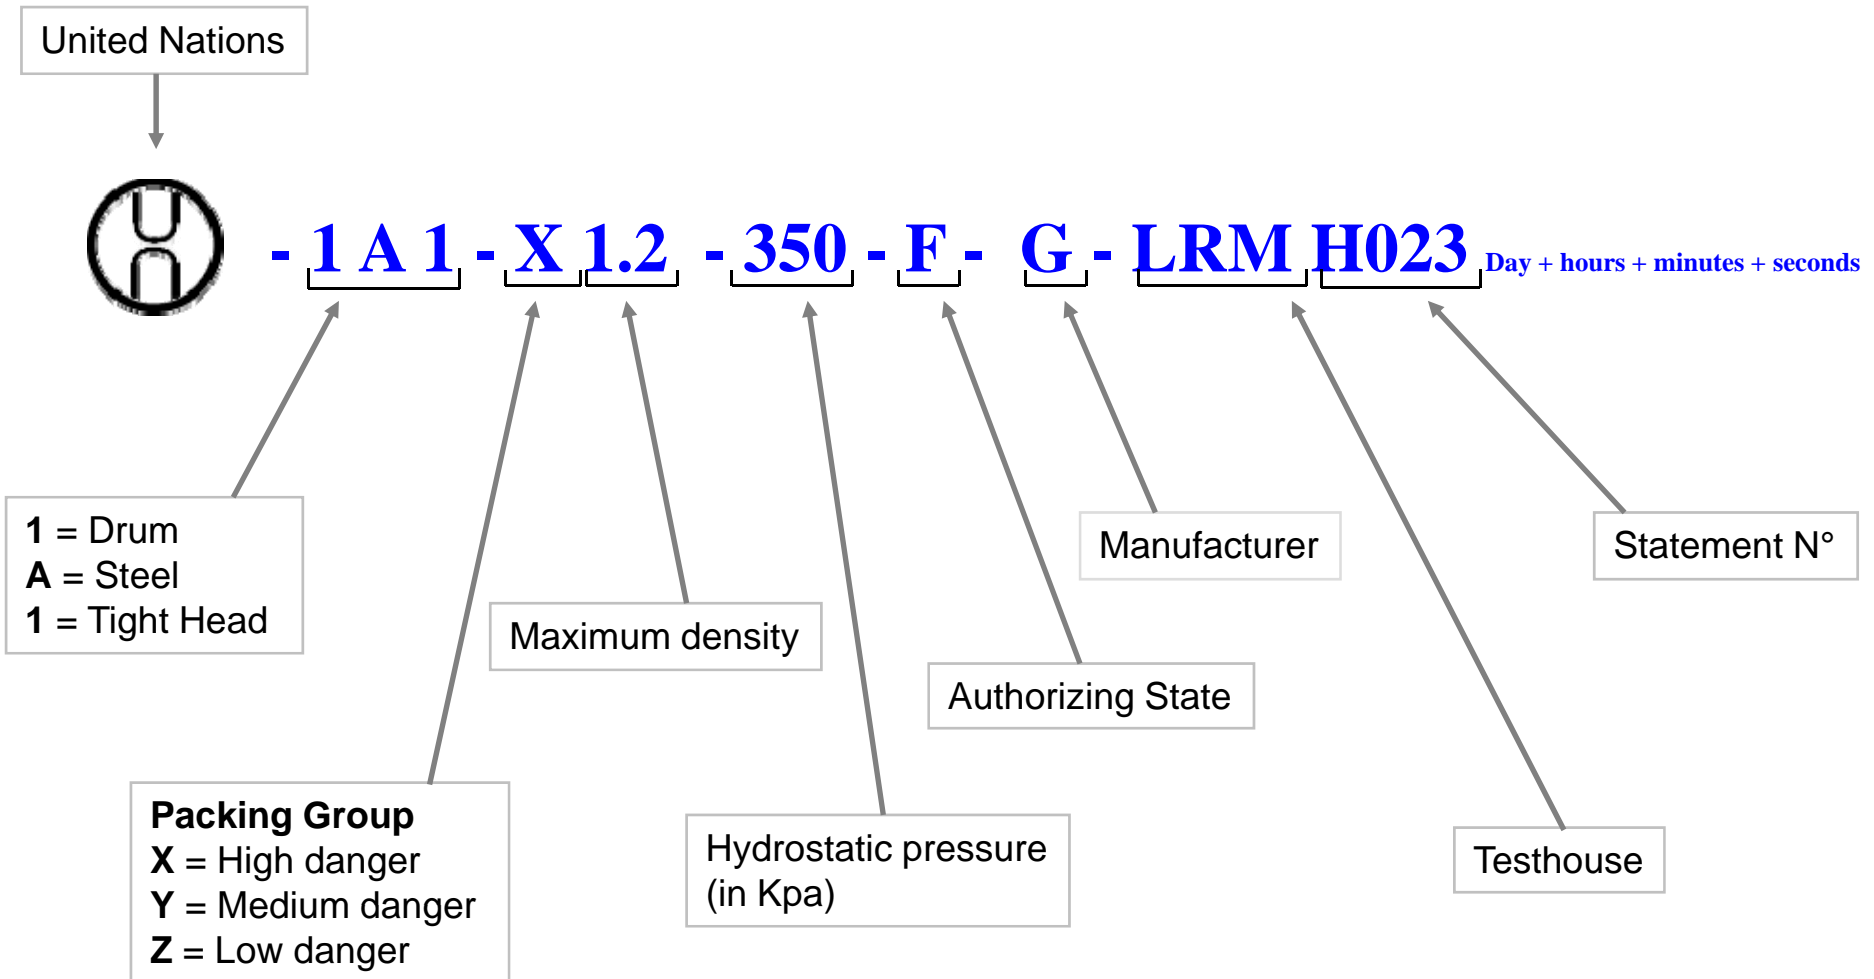 United Nations
un
- 1 A 1 - X 1.2 - 350 - F - G - LRM H023 Day + hours + minutes + seconds
1 = Drum
A = Steel
1 = Tight Head
Manufacturer
Statement N°
Maximum density
Authorizing State
Packing Group
X = High danger
Y = Medium danger
Z = Low danger
Hydrostatic pressure
(in Kpa)
Testhouse